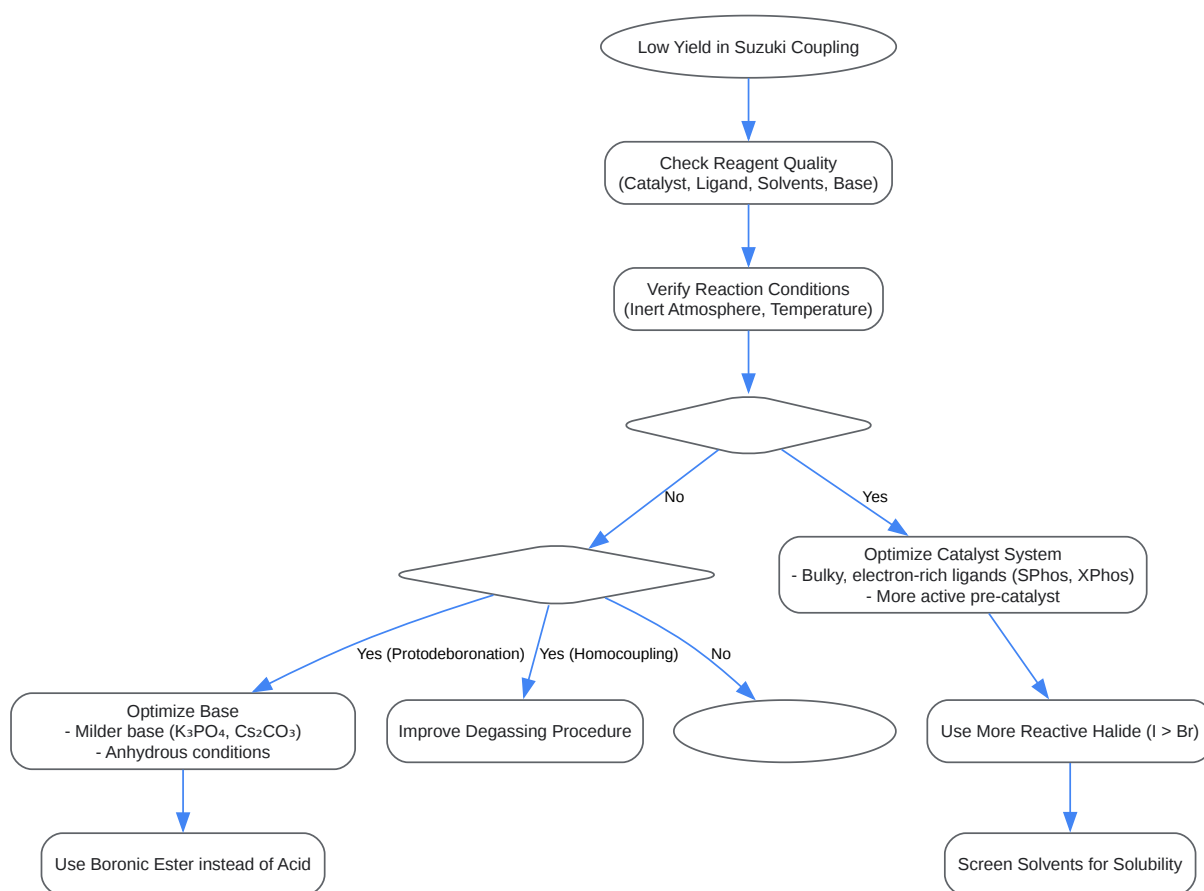 Low Yield in Suzuki Coupling
Check Reagent Quality
(Catalyst, Ligand, Solvents, Base)
Verify Reaction Conditions
(Inert Atmosphere, Temperature)
No
Yes
Optimize Catalyst System
- Bulky, electron-rich ligands (SPhos, XPhos)
- More active pre-catalyst
Yes (Protodeboronation)
Yes (Homocoupling)
No
Optimize Base
- Milder base (K₃PO₄, Cs₂CO₃)
- Anhydrous conditions
Improve Degassing Procedure
Use More Reactive Halide (I > Br)
Use Boronic Ester instead of Acid
Screen Solvents for Solubility